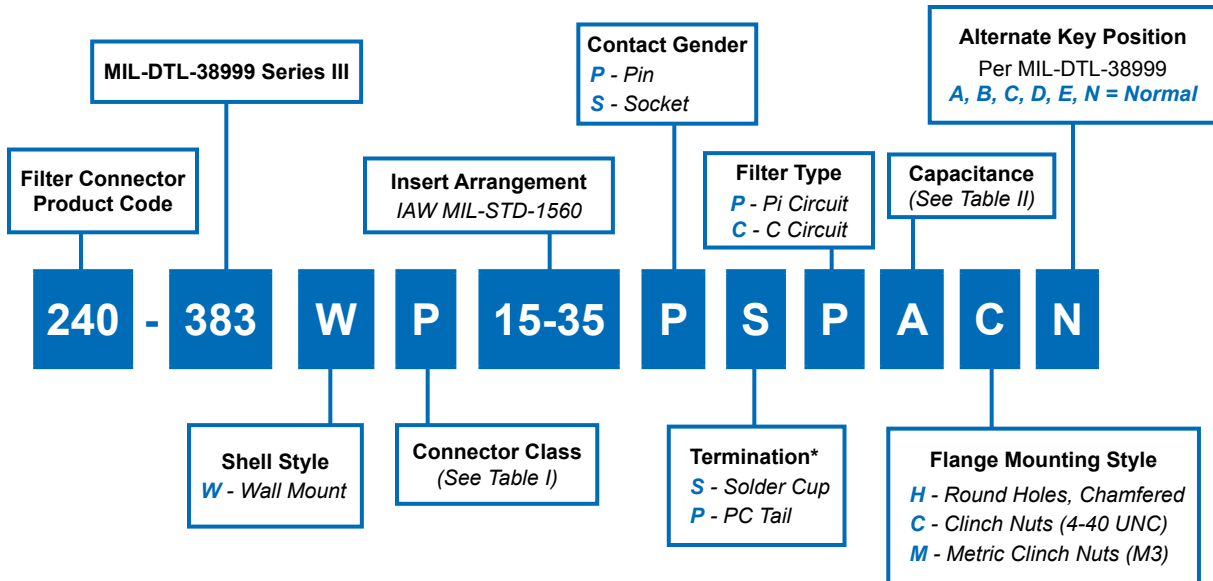 MIL-DTL-38999 Series III
Contact Gender
P - Pin
S - Socket
Alternate Key Position
Per MIL-DTL-38999
A, B, C, D, E, N = Normal
Filter Connector
Product Code
Insert Arrangement
IAW MIL-STD-1560
Filter Type
P - Pi Circuit
C - C Circuit
Capacitance
(See Table II)
240 - 383 W P 15-35 P S P A C N
Shell Style
W - Wall Mount
Connector Class
(See Table I)
Termination*
S - Solder Cup
P - PC Tail
Flange Mounting Style
H - Round Holes, Chamfered
C - Clinch Nuts (4-40 UNC)
M - Metric Clinch Nuts (M3)